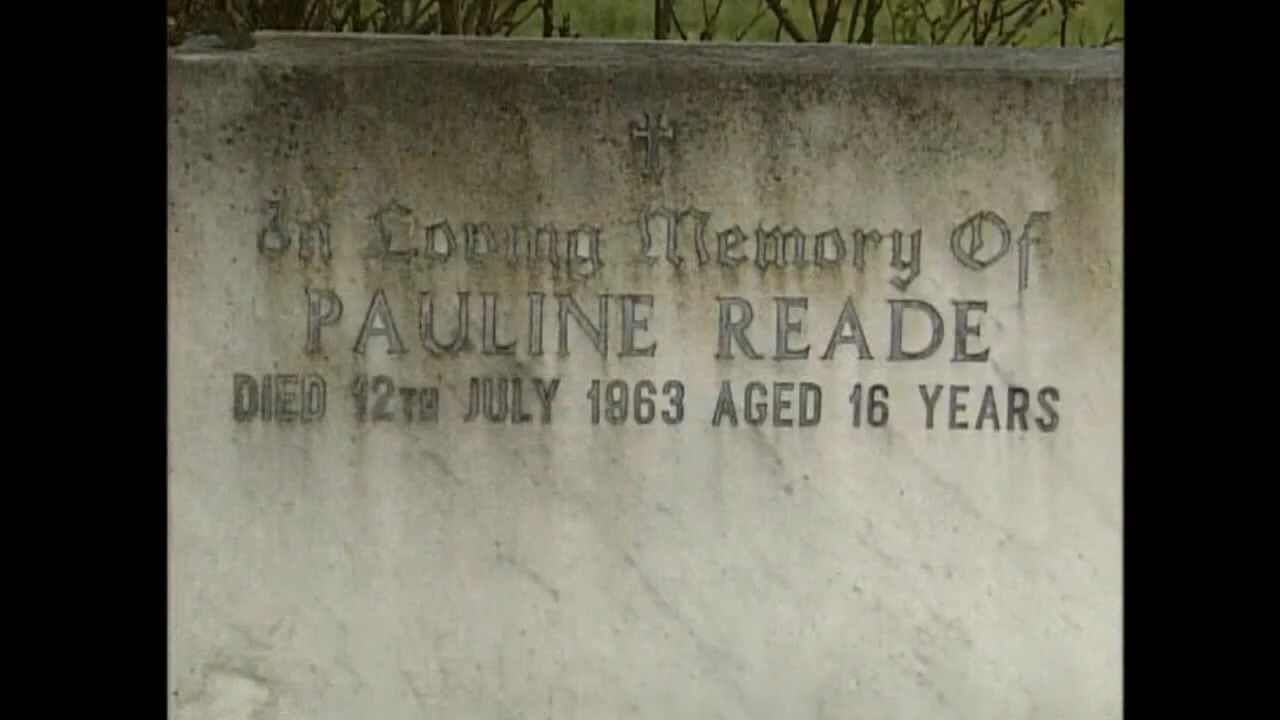 In Loving Memory Of
PAULINE READE
DIED 12TH JULY 1963 AGED 16 YEARS